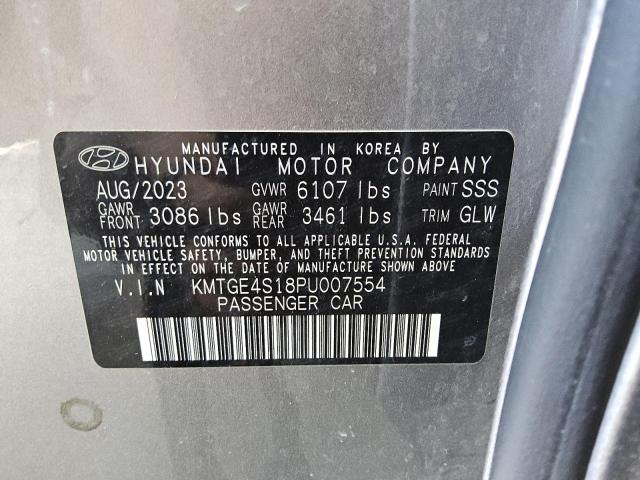 MANUFACTURED IN KOREA BY
HYUNDAI MOTOR COMPANY
AUG/2023 GVWR 6107 lbs PAINT SSS
GAWR FRONT 3086 lbs GAWR REAR 3461 lbs TRIM GLW
THIS VEHICLE CONFORMS TO ALL APPLICABLE U.S.A. FEDERAL
MOTOR VEHICLE SAFETY, BUMPER, AND THEFT PREVENTION STANDARDS
IN EFFECT ON THE DATE OF MANUFACTURE SHOWN ABOVE
V.I.N KMTGE4S18PU007554
PASSENGER CAR